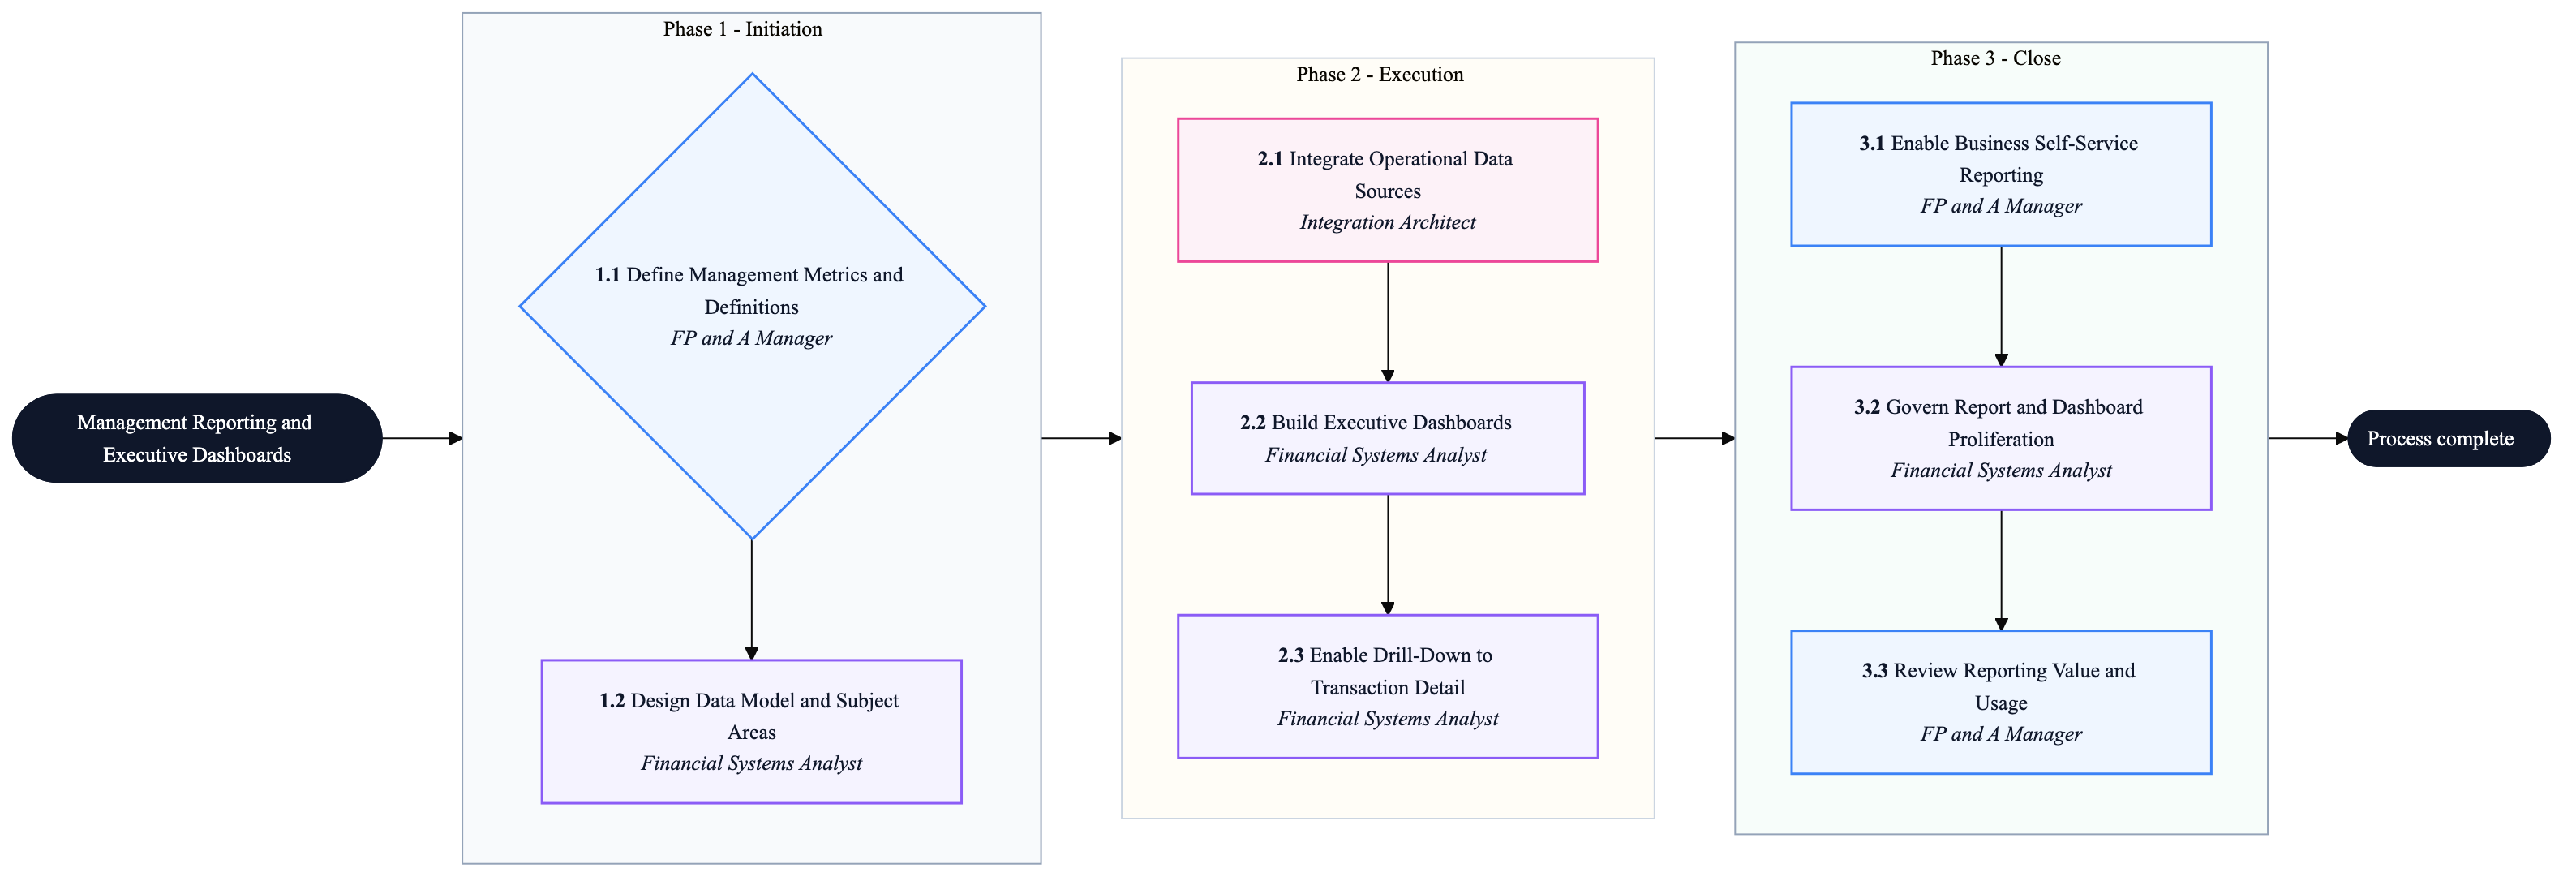 Management Reporting and
Executive Dashboards
Phase 1 - Initiation
1.1 Define Management Metrics and
Definitions
FP and A Manager
1.2 Design Data Model and Subject
Areas
Financial Systems Analyst
Phase 2 - Execution
2.1 Integrate Operational Data
Sources
Integration Architect
2.2 Build Executive Dashboards
Financial Systems Analyst
2.3 Enable Drill-Down to
Transaction Detail
Financial Systems Analyst
Phase 3 - Close
3.1 Enable Business Self-Service
Reporting
FP and A Manager
3.2 Govern Report and Dashboard
Proliferation
Financial Systems Analyst
3.3 Review Reporting Value and
Usage
FP and A Manager
Process complete